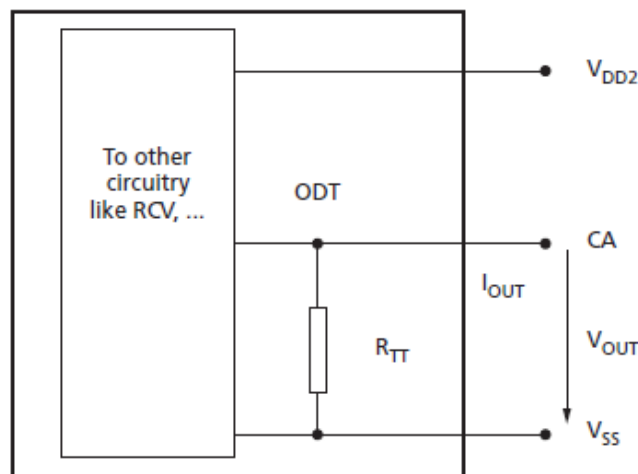 V_DD2
To other
circuitry
like RCV, ...
ODT
CA
I_OUT
R_TT
V_OUT
V_SS